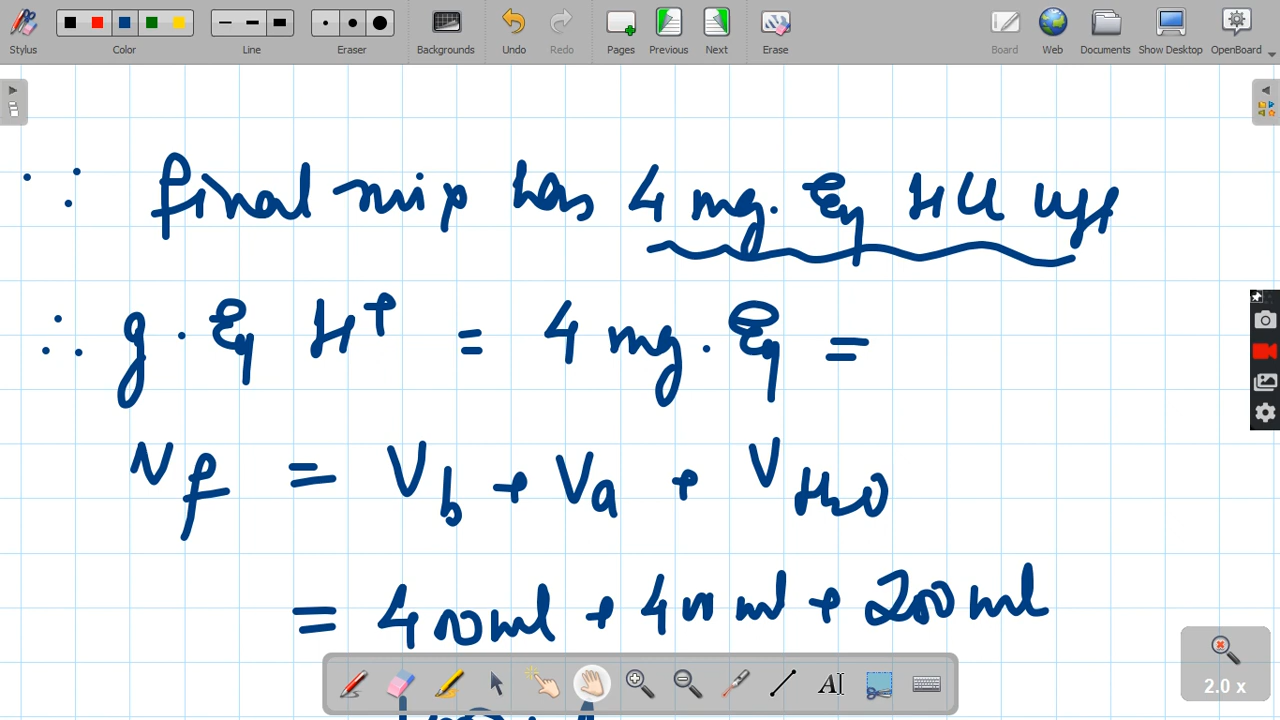 Stylus Color Line Eraser Backgrounds Undo Redo Pages Previous Next Erase Board Web Documents Show Desktop OpenBoard
∵ final mix has 4 mg. Eq HCl left
∴ g. Eq H+ = 4 mg. Eq =
Vf = Vb + Va + VH2O
= 400ml + 400 ml + 200 ml
2.0 x